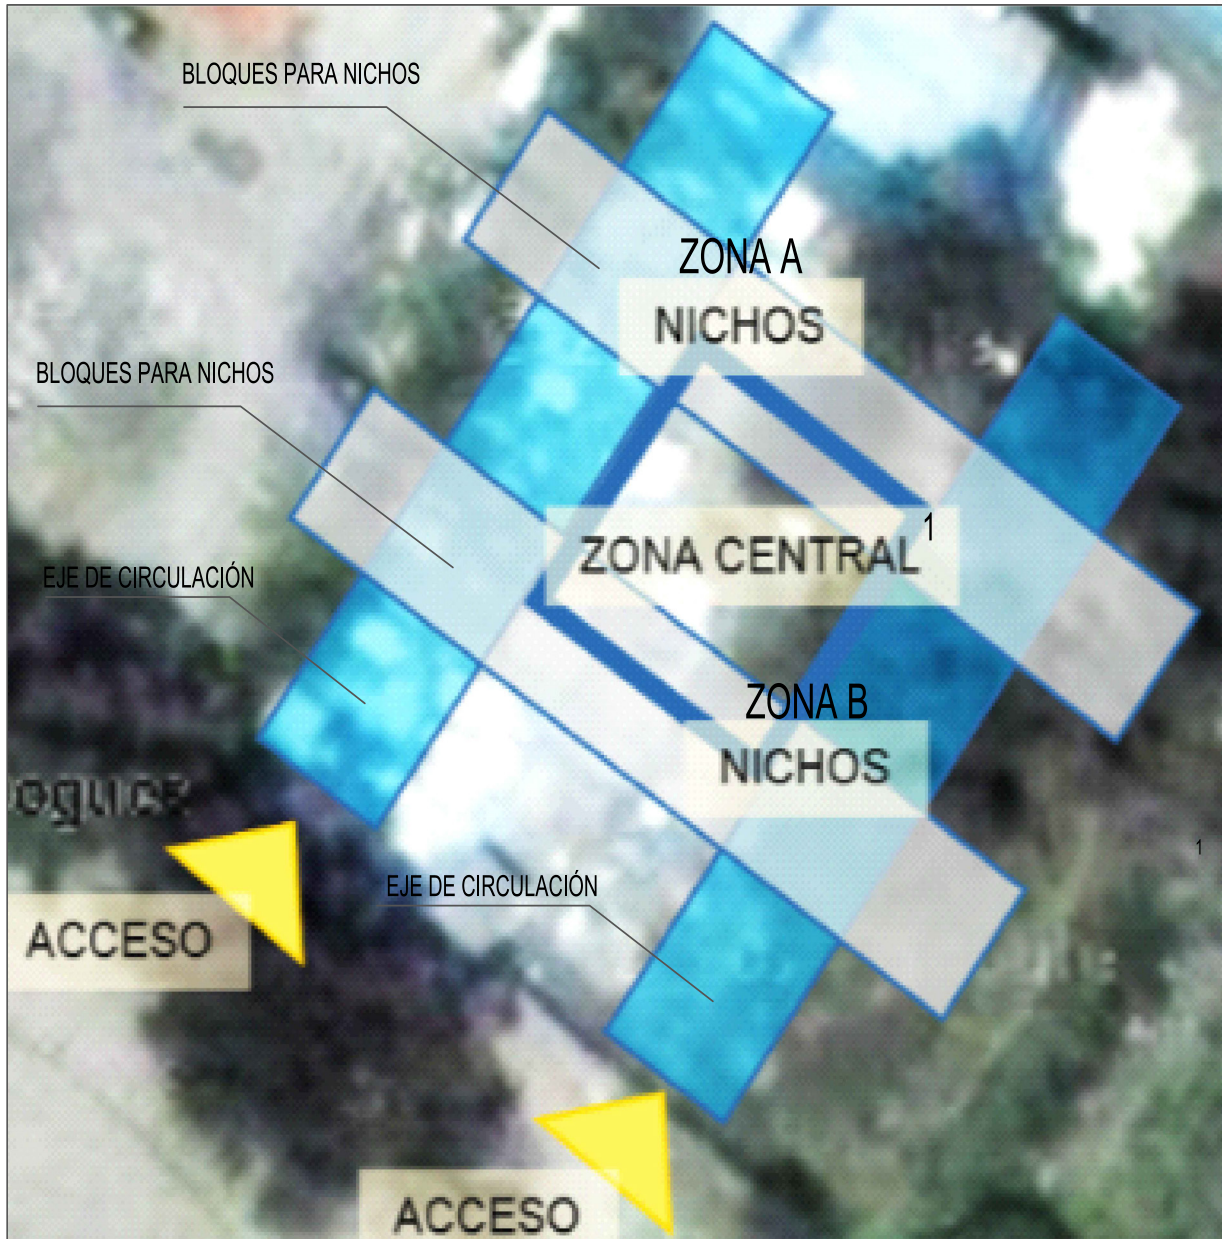 BLOQUES PARA NICHOS
ZONA A
NICHOS
BLOQUES PARA NICHOS
1
ZONA CENTRAL
EJE DE CIRCULACIÓN
ZONA B
NICHOS
1
EJE DE CIRCULACIÓN
ACCESO
ACCESO